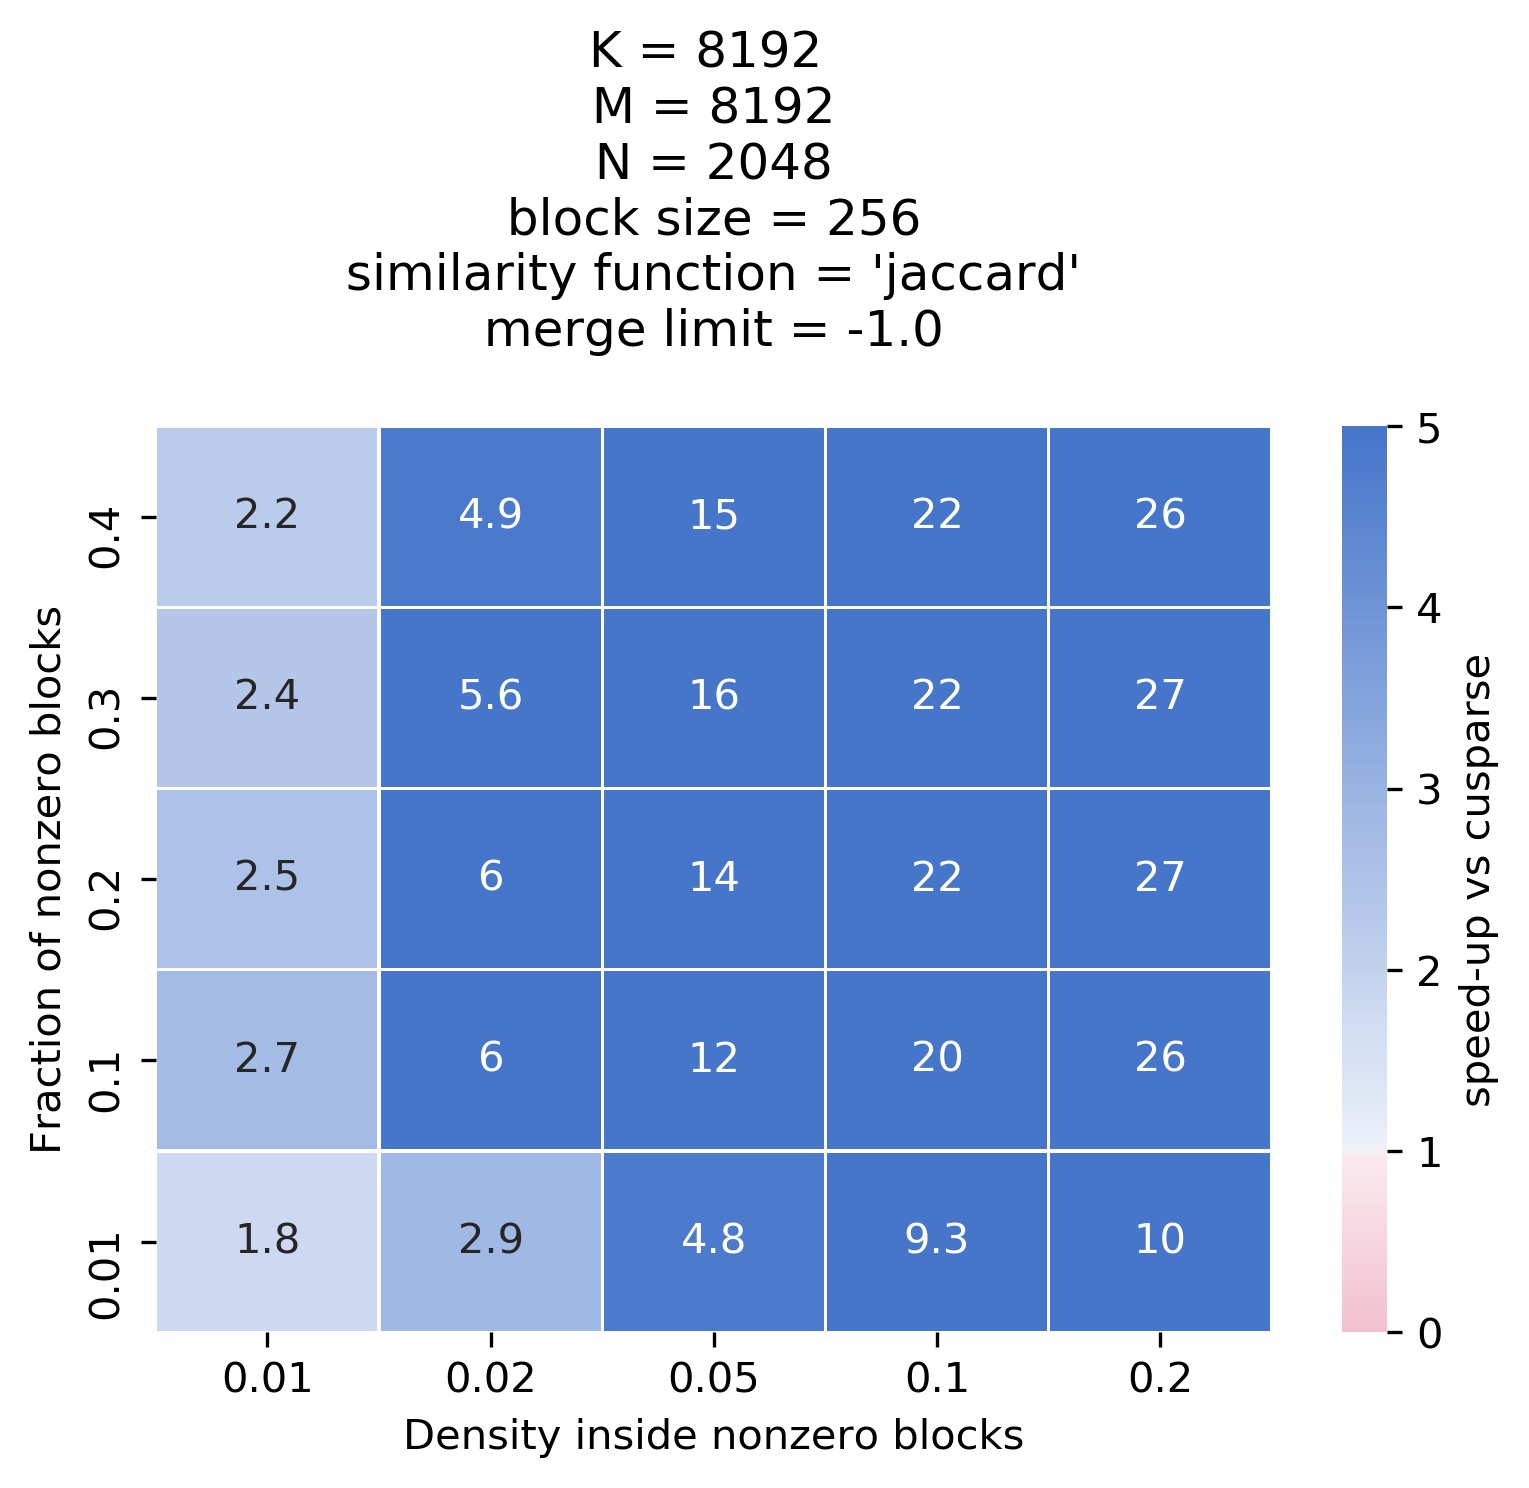 K = 8192
M = 8192
N = 2048
block size = 256
similarity function = 'jaccard'
merge limit = -1.0
Fraction of nonzero blocks
0.4 2.2 4.9 15 22 26
0.3 2.4 5.6 16 22 27
0.2 2.5 6 14 22 27
0.1 2.7 6 12 20 26
0.01 1.8 2.9 4.8 9.3 10
0.01 0.02 0.05 0.1 0.2
Density inside nonzero blocks
5
4
3
2
1
0
speed-up vs cusparse